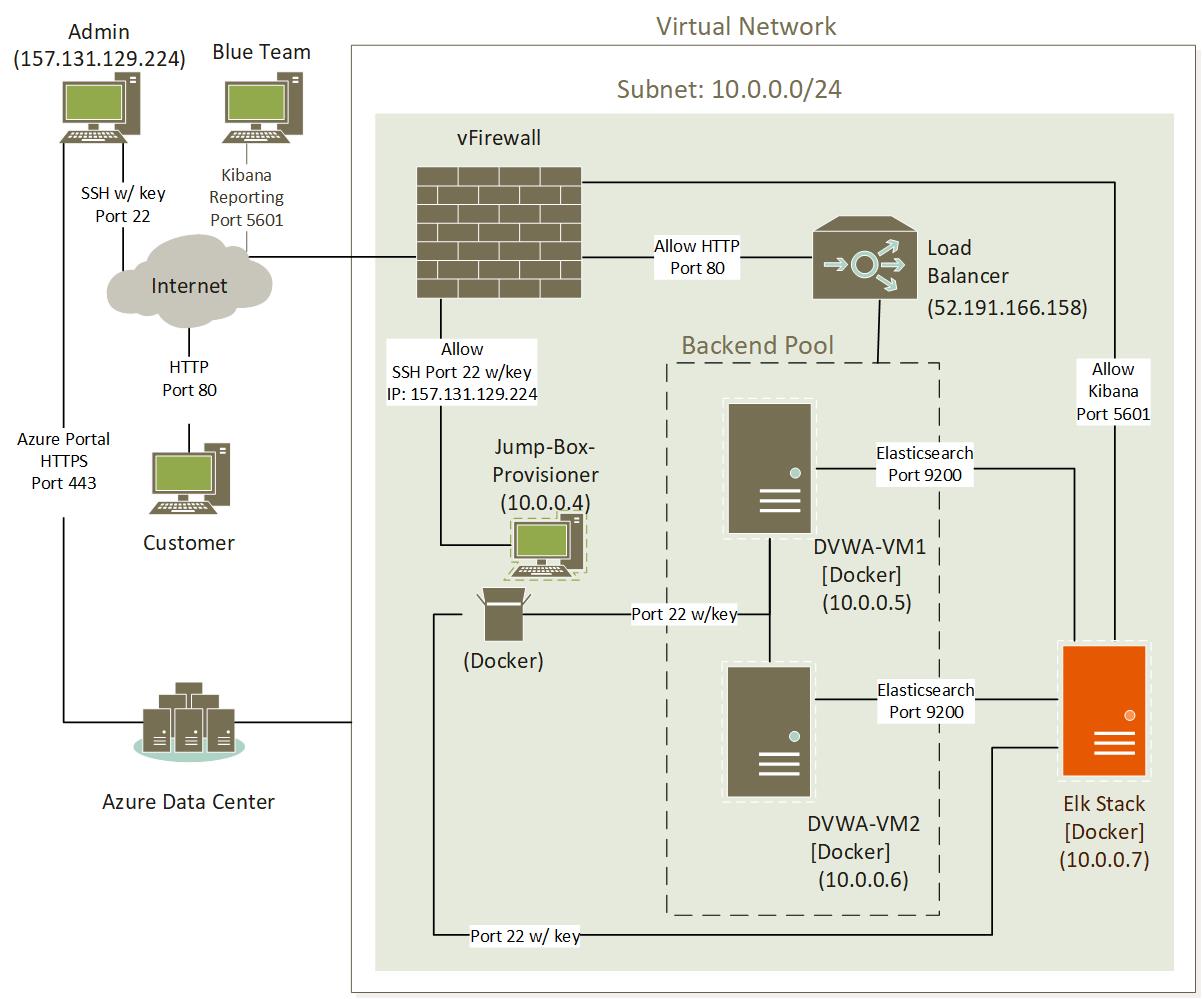 Virtual Network
Admin
(157.131.129.224)
Blue Team
Subnet: 10.0.0.0/24
vFirewall
SSH w/ key
Port 22
Kibana
Reporting
Port 5601
Internet
Allow HTTP
Port 80
Load
Balancer
(52.191.166.158)
HTTP
Port 80
Allow
SSH Port 22 w/key
IP: 157.131.129.224
Backend Pool
Allow
Kibana
Port 5601
Azure Portal
HTTPS
Port 443
Customer
Jump-Box-
Provisioner
(10.0.0.4)
Elasticsearch
Port 9200
DVWA-VM1
[Docker]
(10.0.0.5)
Port 22 w/key
(Docker)
Elasticsearch
Port 9200
Azure Data Center
DVWA-VM2
[Docker]
(10.0.0.6)
Elk Stack
[Docker]
(10.0.0.7)
Port 22 w/ key